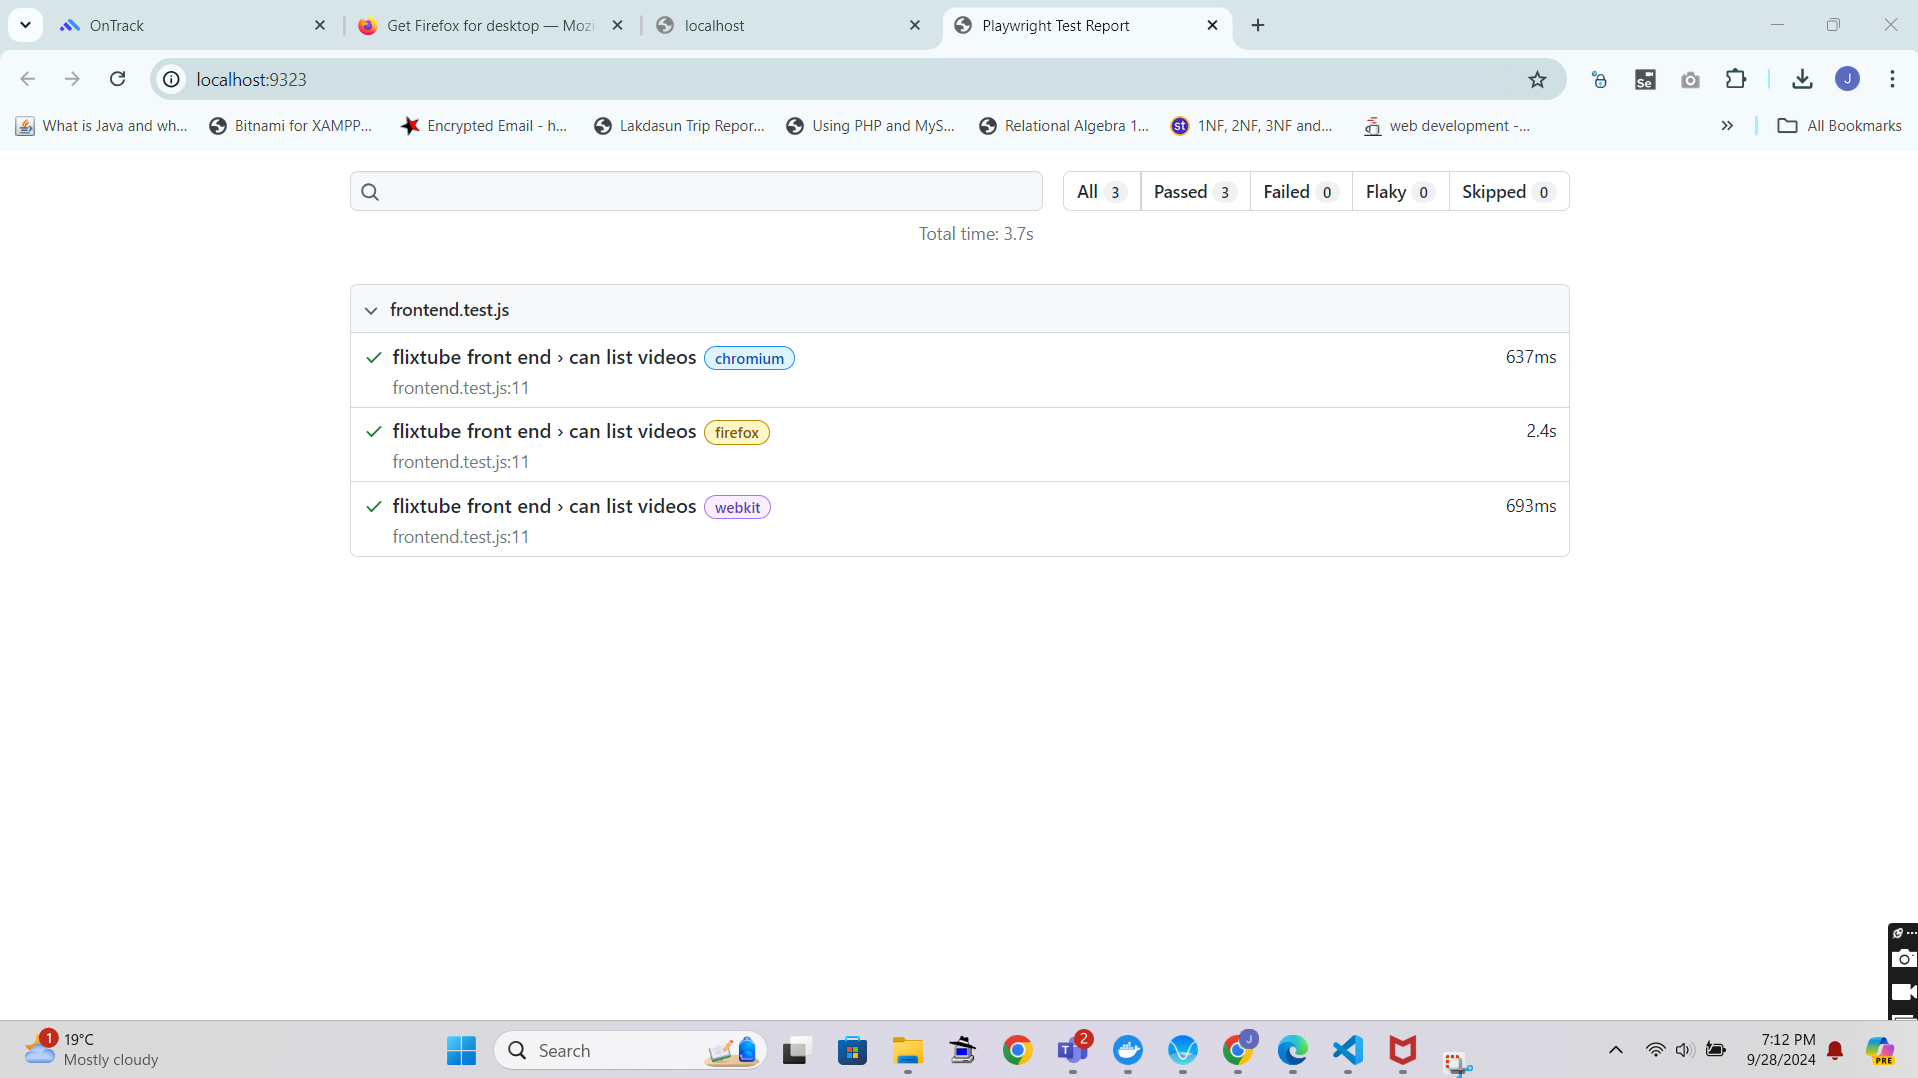 OnTrack
Get Firefox for desktop — Mozi
localhost
Playwright Test Report
localhost:9323
Se
J
What is Java and wh...
Bitnami for XAMPP...
Encrypted Email - h...
Lakdasun Trip Repor...
Using PHP and MyS...
Relational Algebra 1...
st
1NF, 2NF, 3NF and...
web development -...
All Bookmarks
All 3
Passed 3
Failed 0
Flaky 0
Skipped 0
Total time: 3.7s
frontend.test.js
flixtube front end › can list videos chromium 637ms
frontend.test.js:11
flixtube front end › can list videos firefox 2.4s
frontend.test.js:11
flixtube front end › can list videos webkit 693ms
frontend.test.js:11
1
19°C
Mostly cloudy
Search
T
2
J
7:12 PM
9/28/2024
PRE